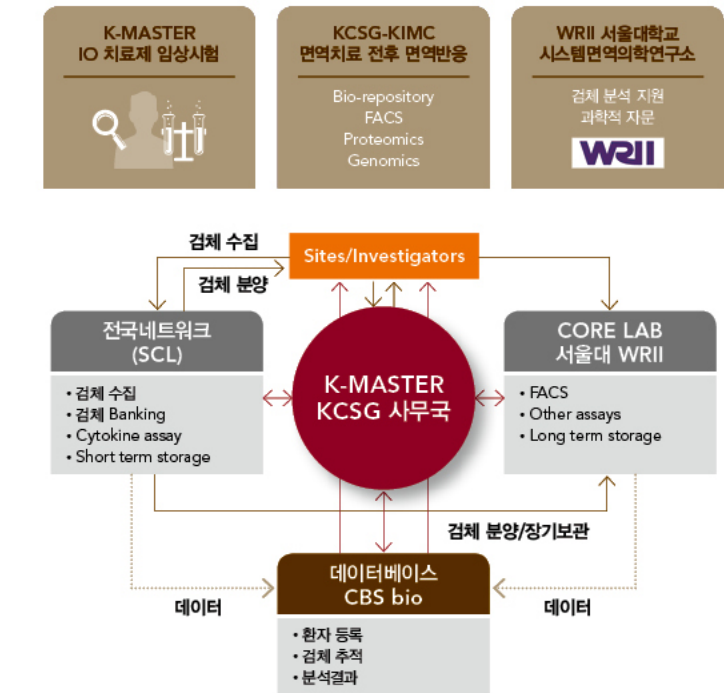 K-MASTER
IO 치료제 임상시험
KCSG-KIMC
면역치료 전후 면역반응
Bio-repository
FACS
Proteomics
Genomics
WRII 서울대학교
시스템면역의학연구소
검체 분석 지원
과학적 자문
WRII
검체 수집
Sites/Investigators
검체 분양
전국네트워크
(SCL)
• 검체 수집
• 검체 Banking
• Cytokine assay
• Short term storage
K-MASTER
KCSG 사무국
CORE LAB
서울대 WRII
• FACS
• Other assays
• Long term storage
검체 분양/장기보관
데이터베이스
CBS bio
데이터
데이터
• 환자 등록
• 검체 추적
• 분석결과